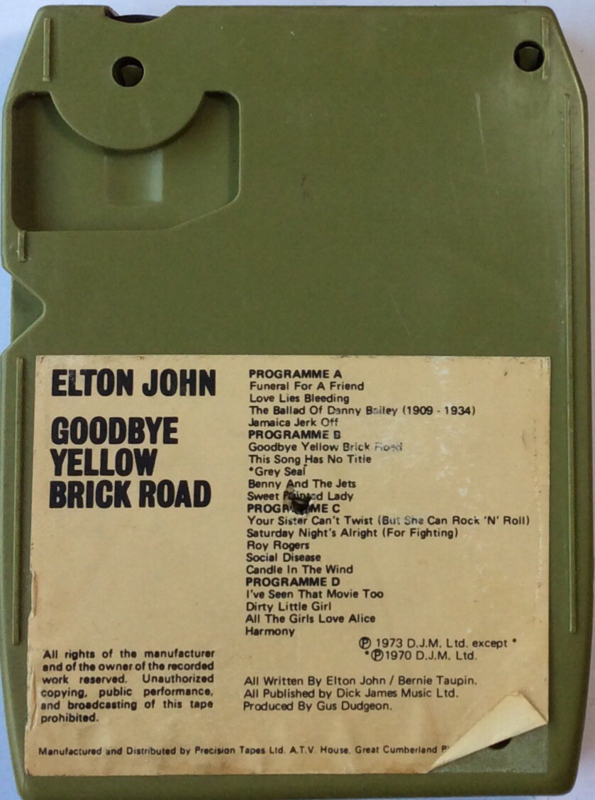 ELTON JOHN
GOODBYE
YELLOW
BRICK ROAD
All rights of the manufacturer
and of the owner of the recorded
work reserved. Unauthorized
copying, public performance,
and broadcasting of this tape
prohibited.
PROGRAMME A
Funeral For A Friend
Love Lies Bleeding
The Ballad Of Danny Bailey (1909 - 1934)
Jamaica Jerk Off
PROGRAMME B
Goodbye Yellow Brick Road
This Song Has No Title
*Grey Seal
Benny And The Jets
Sweet Painted Lady
PROGRAMME C
Your Sister Can't Twist (But She Can Rock 'N' Roll)
Saturday Night's Alright (For Fighting)
Roy Rogers
Social Disease
Candle In The Wind
PROGRAMME D
I've Seen That Movie Too
Dirty Little Girl
All The Girls Love Alice
Harmony
Ⓟ 1973 D.J.M. Ltd. except *
*Ⓟ 1970 D.J.M. Ltd.
All Written By Elton John / Bernie Taupin.
All Published by Dick James Music Ltd.
Produced By Gus Dudgeon.
Manufactured and Distributed by Precision Tapes Ltd. A.T.V. House, Great Cumberland